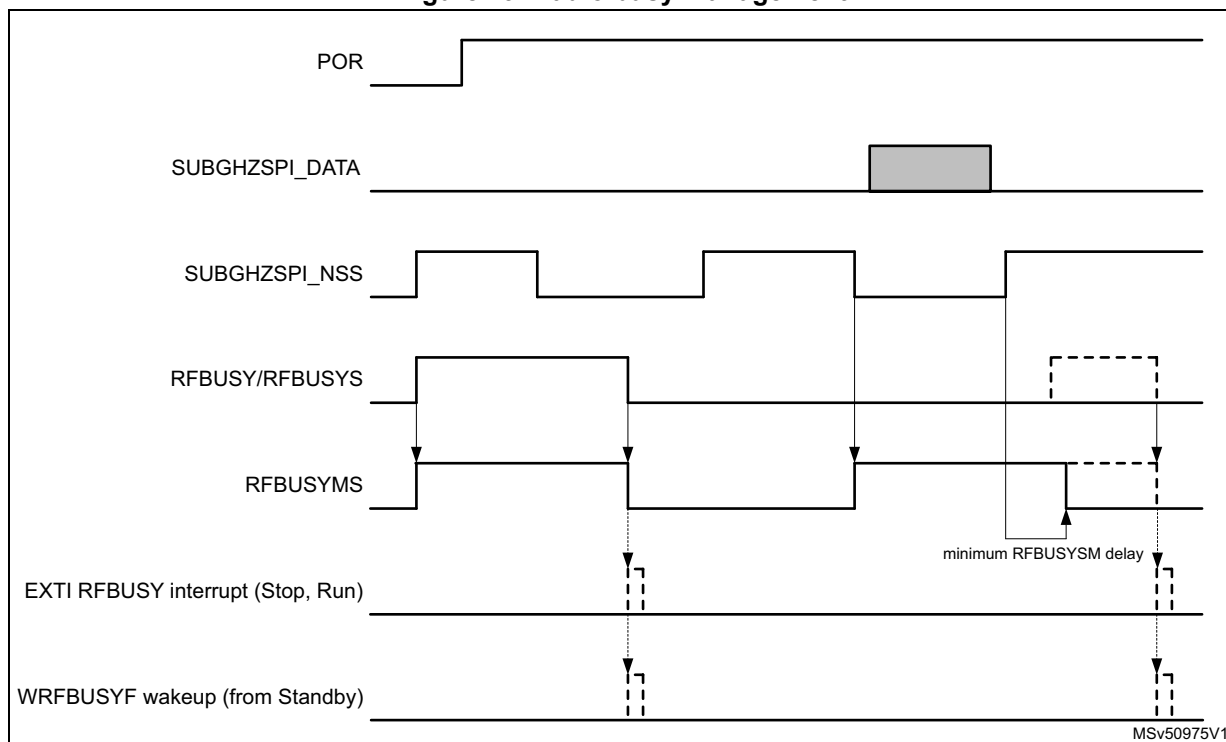 POR
SUBGHZSPI_DATA
SUBGHZSPI_NSS
RFBUSY/RFBUSYS
RFBUSYMS
minimum RFBUSYSM delay
EXTI RFBUSY interrupt (Stop, Run)
WRFBUSYF wakeup (from Standby)
MSv50975V1